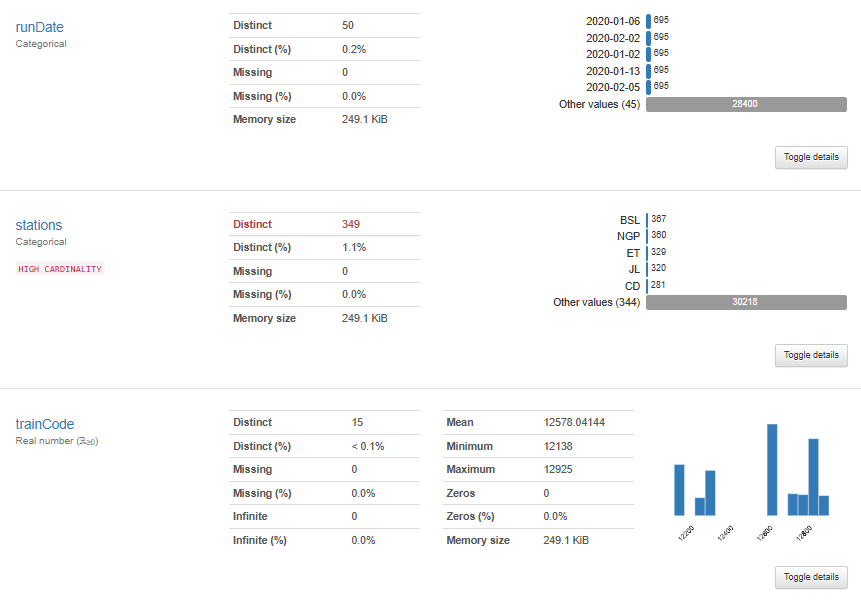 runDate
Categorical
Distinct 50
Distinct (%) 0.2%
Missing 0
Missing (%) 0.0%
Memory size 249.1 KiB
2020-01-06 695
2020-02-02 695
2020-01-02 695
2020-01-13 695
2020-02-05 695
Other values (45) 28400
Toggle details
stations
Categorical
HIGH CARDINALITY
Distinct 349
Distinct (%) 1.1%
Missing 0
Missing (%) 0.0%
Memory size 249.1 KiB
BSL 367
NGP 360
ET 329
JL 320
CD 281
Other values (344) 30218
Toggle details
trainCode
Real number (ℝ≥0)
Distinct 15
Distinct (%) < 0.1%
Missing 0
Missing (%) 0.0%
Infinite 0
Infinite (%) 0.0%
Mean 12578.04144
Minimum 12138
Maximum 12925
Zeros 0
Zeros (%) 0.0%
Memory size 249.1 KiB
12200 12400 12600 12800
Toggle details